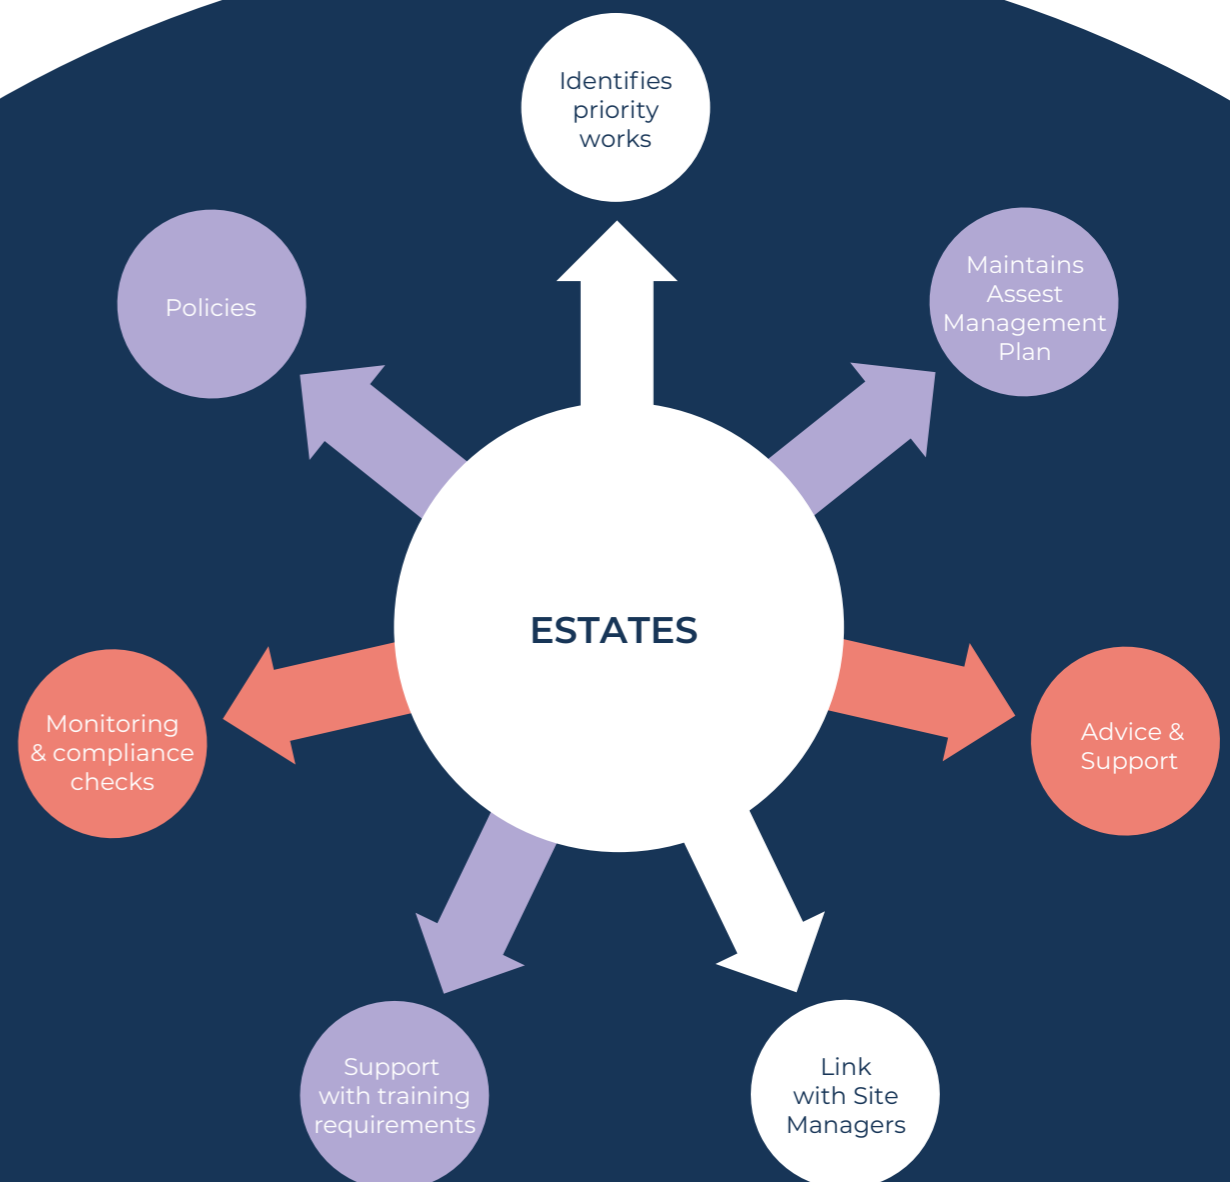 Identifies
priority
works
Policies
Maintains
Assest
Management
Plan
ESTATES
Monitoring
& compliance
checks
Advice &
Support
Support
with training
requirements
Link
with Site
Managers